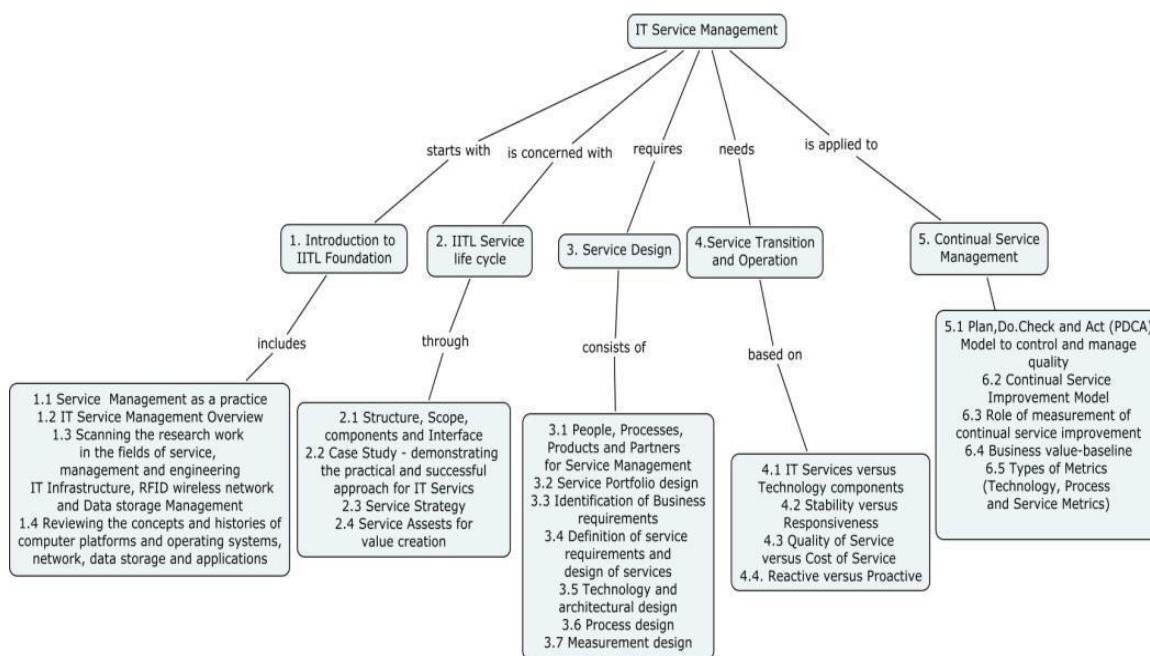 IT Service Management
starts with
is concerned with
requires
needs
is applied to
1. Introduction to
IITL Foundation
2. IITL Service
life cycle
3. Service Design
4.Service Transition
and Operation
5. Continual Service
Management
includes
through
consists of
based on
1.1 Service Management as a practice
1.2 IT Service Management Overview
1.3 Scanning the research work
in the fields of service,
management and engineering
IT Infrastructure, RFID wireless network
and Data storage Management
1.4 Reviewing the concepts and histories of
computer platforms and operating systems,
network, data storage and applications
2.1 Structure, Scope,
components and Interface
2.2 Case Study - demonstrating
the practical and successful
approach for IT Servics
2.3 Service Strategy
2.4 Service Assests for
value creation
3.1 People, Processes,
Products and Partners
for Service Management
3.2 Service Portfolio design
3.3 Identification of Business
requirements
3.4 Definition of service
requirements and
design of services
3.5 Technology and
architectural design
3.6 Process design
3.7 Measurement design
4.1 IT Services versus
Technology components
4.2 Stability versus
Responsiveness
4.3 Quality of Service
versus Cost of Service
4.4. Reactive versus Proactive
5.1 Plan,Do.Check and Act (PDCA)
Model to control and manage
quality
6.2 Continual Service
Improvement Model
6.3 Role of measurement of
continual service improvement
6.4 Business value-baseline
6.5 Types of Metrics
(Technology, Process
and Service Metrics)